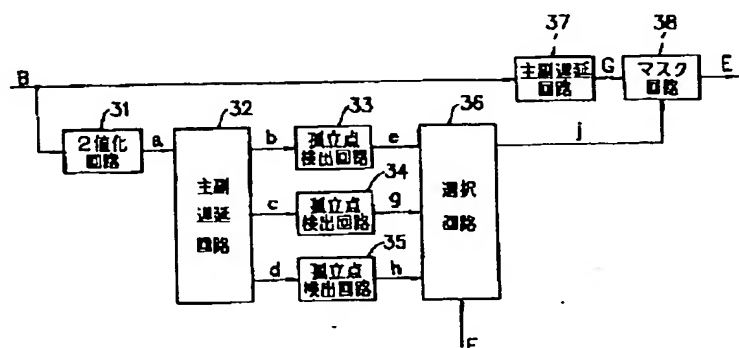 37
38
B
主副遅延
回路
G
マスク
回路
E
31
2値化
回路
a
32
主副
遅延
回路
b
33
孤立点
検出回路
e
36
選択
回路
j
c
34
孤立点
検出回路
g
d
35
孤立点
検出回路
h
F